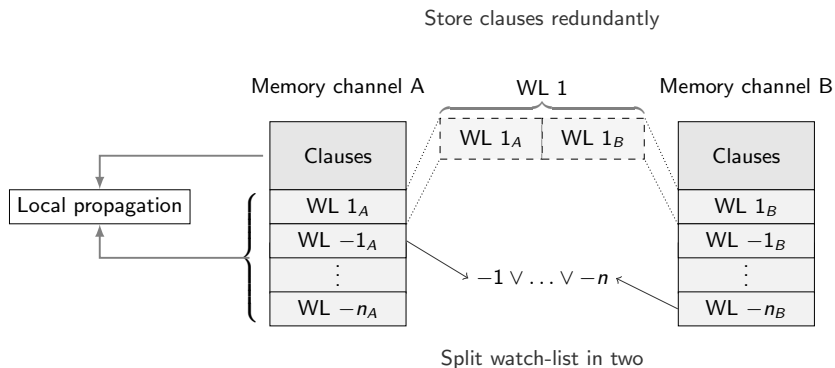 Store clauses redundantly
Memory channel A
WL 1
Memory channel B
Clauses
WL 1_A
WL 1_B
Clauses
Local propagation
WL 1_A
WL 1_B
WL −1_A
WL −1_B
⋮
−1 ∨ … ∨ −n
⋮
WL −n_A
WL −n_B
Split watch-list in two